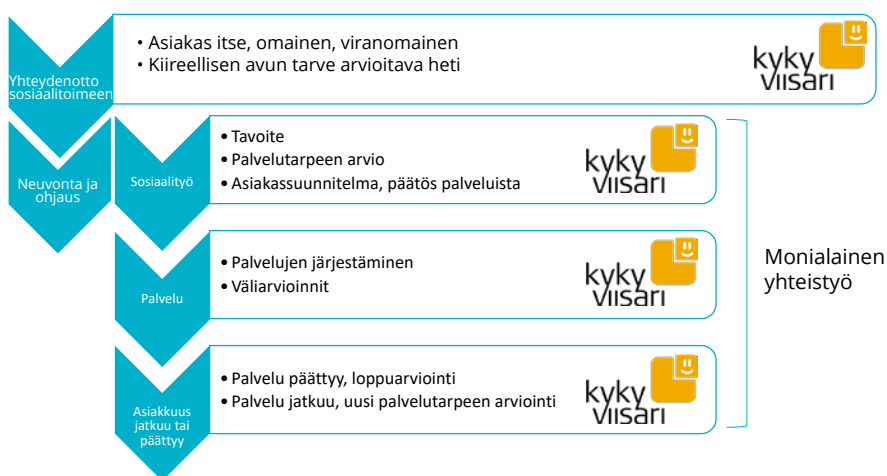 Yhteydenotto
sosiaalitoimeen
• Asiakas itse, omainen, viranomainen
• Kiireellisen avun tarve arvioitava heti
kyky
viisari
Neuvonta ja
ohjaus
Sosiaalityö
• Tavoite
• Palvelutarpeen arvio
• Asiakassuunnitelma, päätös palveluista
kyky
viisari
Palvelu
• Palvelujen järjestäminen
• Väliarvioinnit
kyky
viisari
Monialainen
yhteistyö
Asiakkuus
jatkuu tai
päättyy
• Palvelu päättyy, loppuarviointi
• Palvelu jatkuu, uusi palvelutarpeen arviointi
kyky
viisari